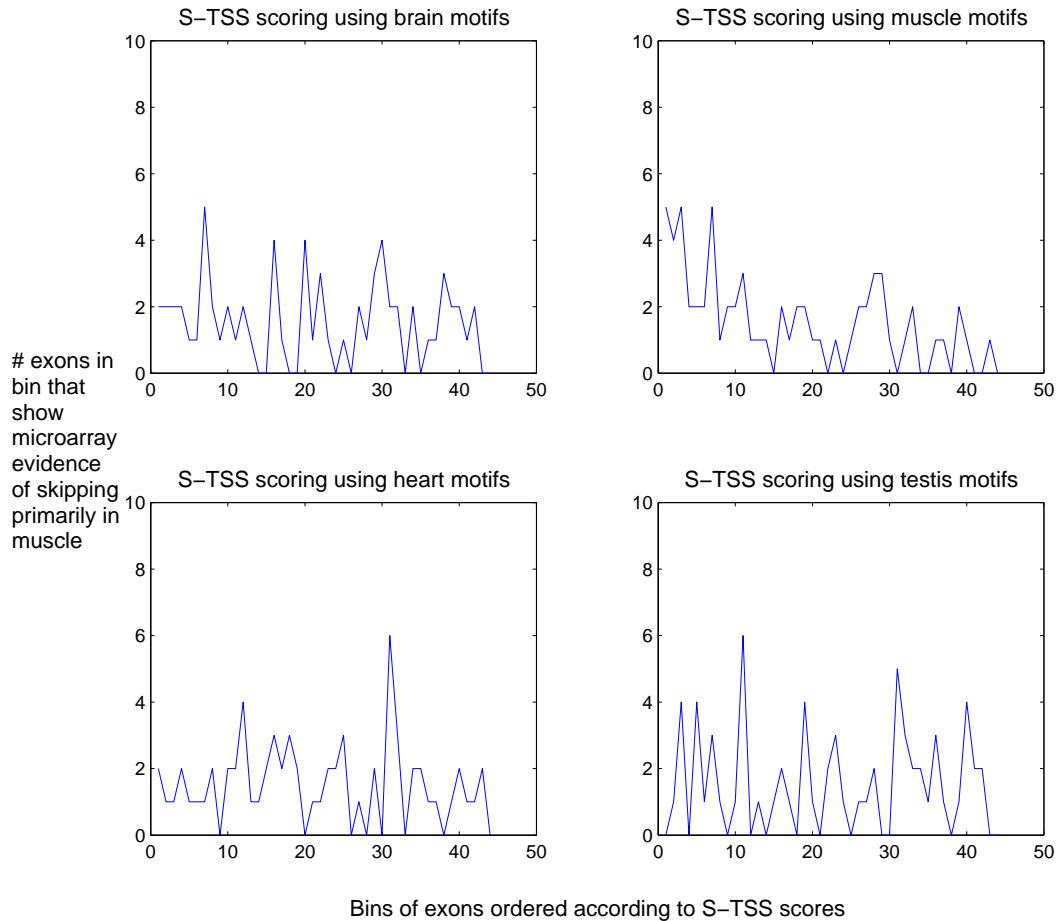 S−TSS scoring using brain motifs
10
8
6
4
2
0
0 10 20 30 40 50
S−TSS scoring using muscle motifs
10
8
6
4
2
0
0 10 20 30 40 50
# exons in
bin that
show
microarray
evidence
of skipping
primarily in
muscle
S−TSS scoring using heart motifs
10
8
6
4
2
0
0 10 20 30 40 50
S−TSS scoring using testis motifs
10
8
6
4
2
0
0 10 20 30 40 50
Bins of exons ordered according to S−TSS scores